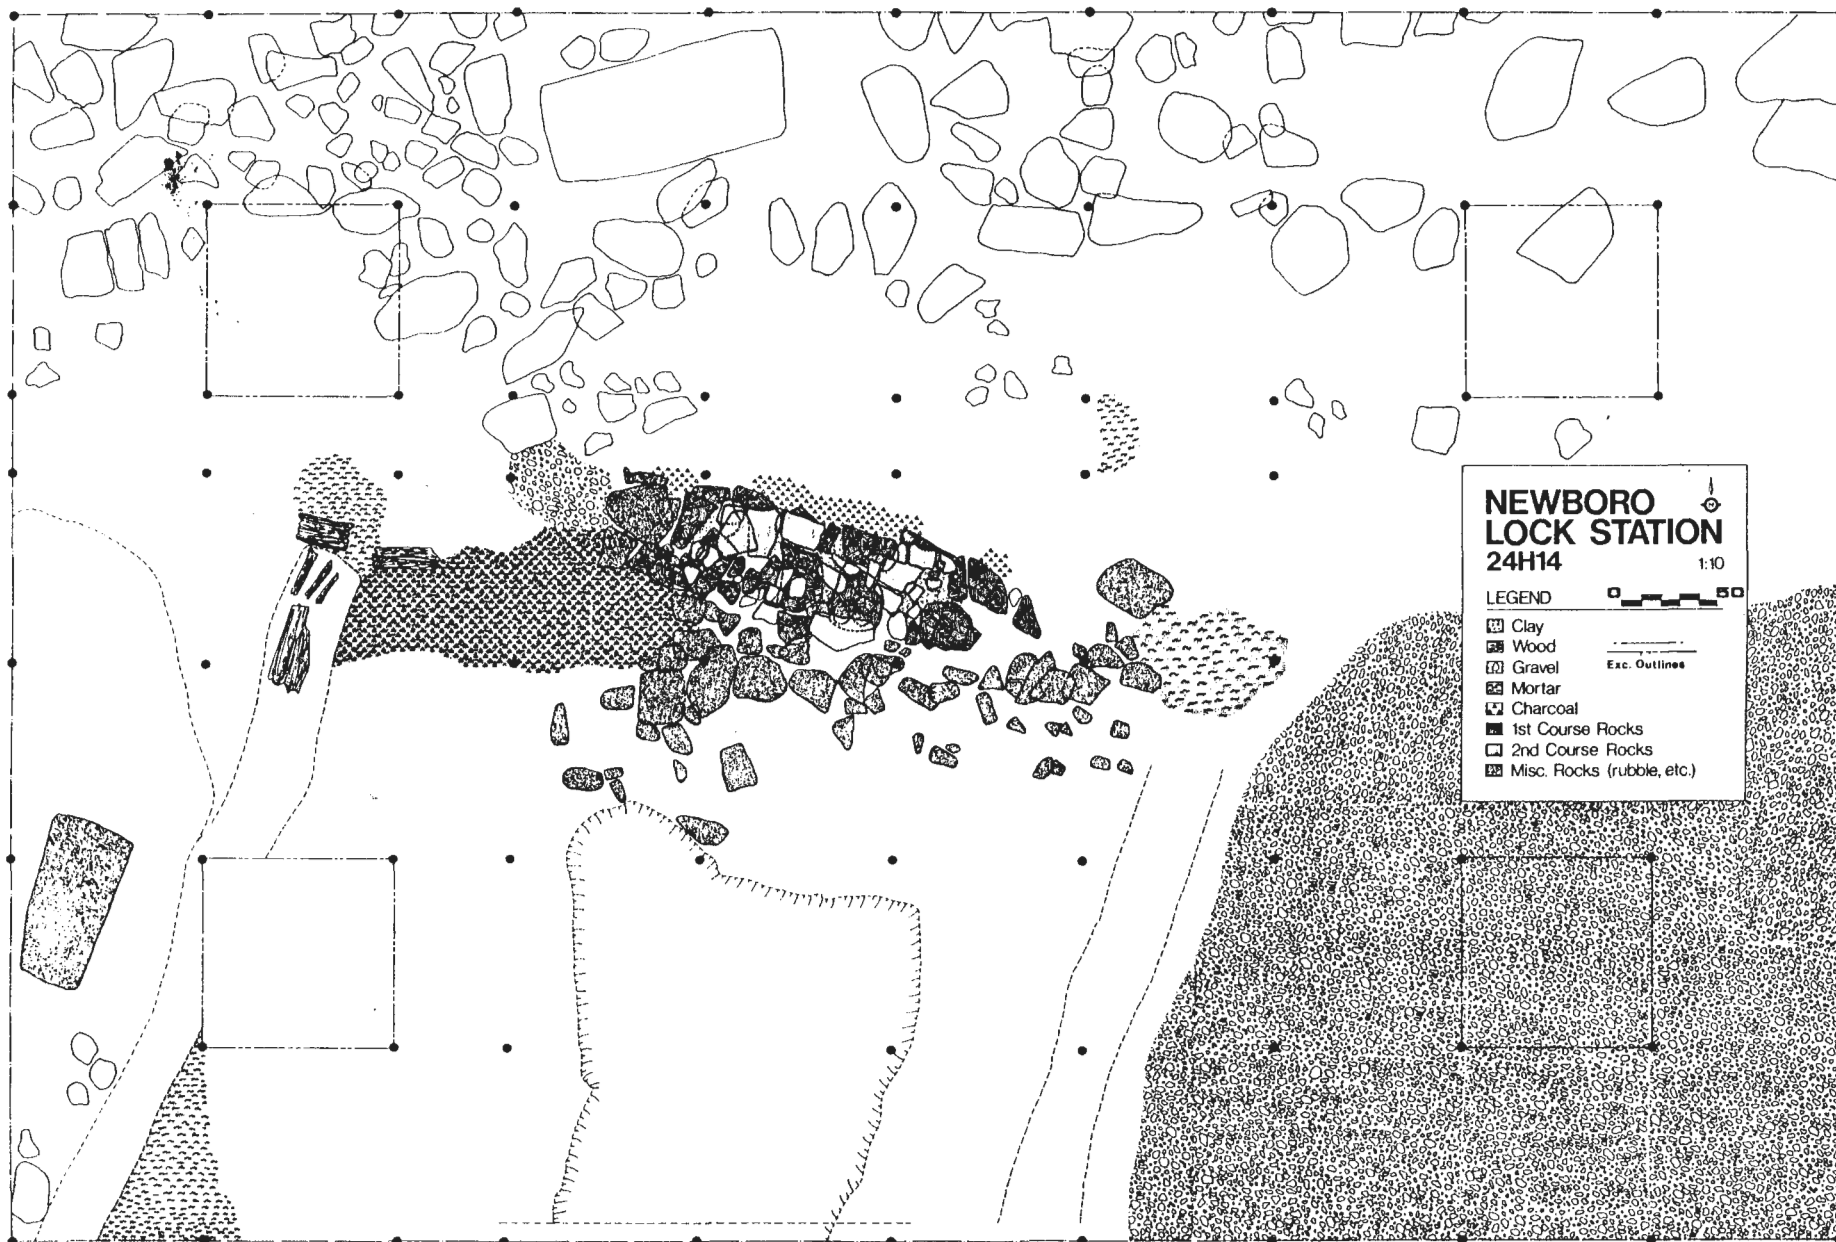 NEWBORO
LOCK STATION
24H14 1:10
LEGEND 0 50
Clay
Wood
Gravel
Mortar
Charcoal
1st Course Rocks
2nd Course Rocks
Misc. Rocks (rubble, etc.)
Exc. Outlines